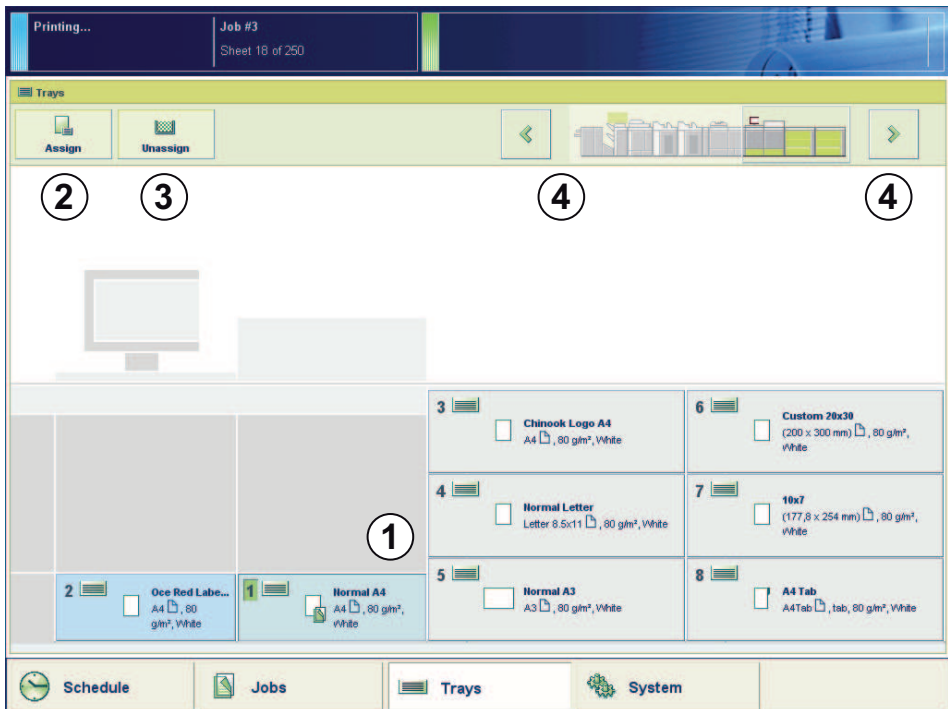 Printing...
Job #3
Sheet 18 of 250
Trays
Assign
Unassign
2
3
4
4
3
Chinook Logo A4
A4 , 80 g/m², White
6
Custom 20x30
(200 x 300 mm) , 80 g/m²,
White
4
Normal Letter
Letter 8.5x11 , 80 g/m², White
7
10x7
(177,8 x 254 mm) , 80 g/m²,
White
1
2
Oce Red Labe...
A4 , 80
g/m², White
1
Normal A4
A4 , 80 g/m²,
White
5
Normal A3
A3 , 80 g/m², White
8
A4 Tab
A4Tab , tab, 80 g/m², White
Schedule
Jobs
Trays
System